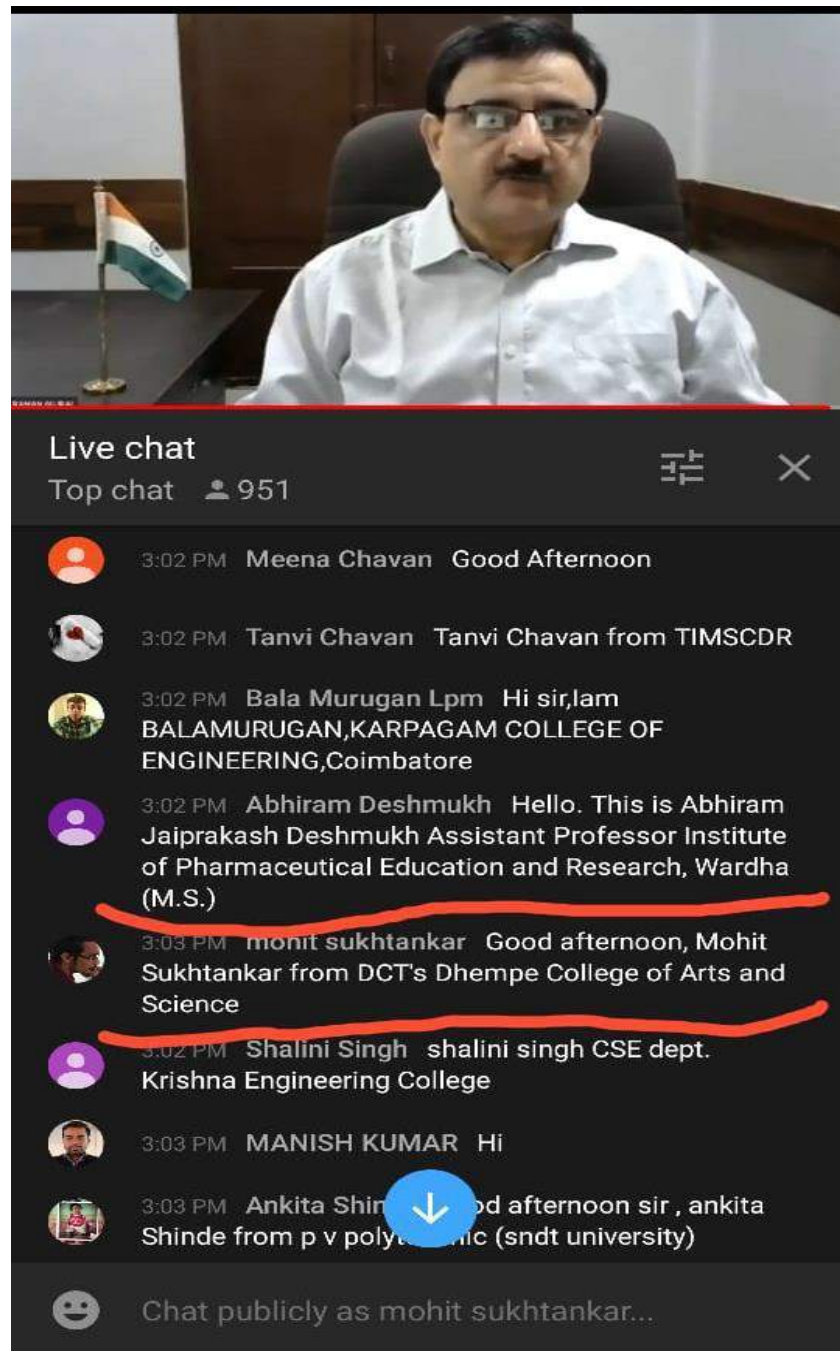 Live chat
Top chat 951
3:02 PM Meena Chavan Good Afternoon
3:02 PM Tanvi Chavan Tanvi Chavan from TIMSCDR
3:02 PM Bala Murugan Lpm Hi sir,Iam
BALAMURUGAN,KARPAGAM COLLEGE OF
ENGINEERING,Coimbatore
3:02 PM Abhiram Deshmukh Hello. This is Abhiram
Jaiprakash Deshmukh Assistant Professor Institute
of Pharmaceutical Education and Research, Wardha
(M.S.)
3:03 PM mohit sukhtankar Good afternoon, Mohit
Sukhtankar from DCT's Dhempe College of Arts and
Science
3:02 PM Shalini Singh shalini singh CSE dept.
Krishna Engineering College
3:03 PM MANISH KUMAR Hi
3:03 PM Ankita afternoon sir , ankita
Shinde from p v (sndt university)
Chat publicly as mohit sukhtankar...